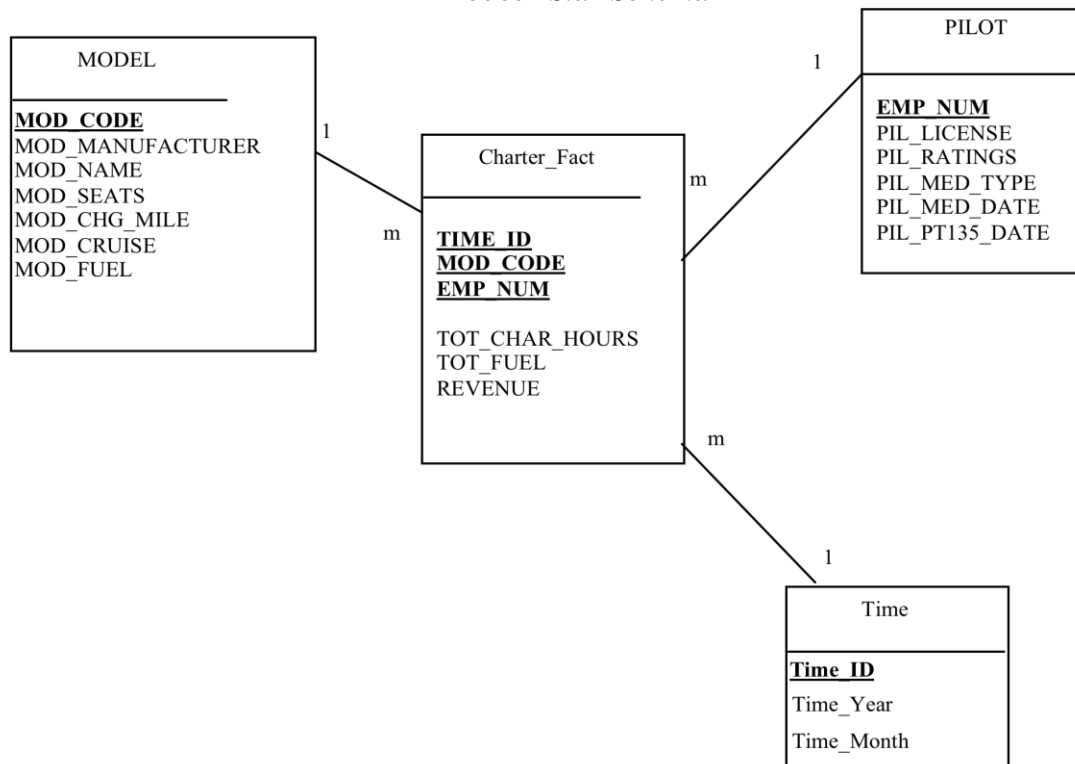 MODEL
MOD_CODE
MOD_MANUFACTURER
MOD_NAME
MOD_SEATS
MOD_CHG_MILE
MOD_CRUISE
MOD_FUEL
1
m
Charter_Fact
TIME_ID
MOD_CODE
EMP_NUM
TOT_CHAR_HOURS
TOT_FUEL
REVENUE
m
1
PILOT
EMP_NUM
PIL_LICENSE
PIL_RATINGS
PIL_MED_TYPE
PIL_MED_DATE
PIL_PT135_DATE
m
1
Time
Time_ID
Time_Year
Time_Month